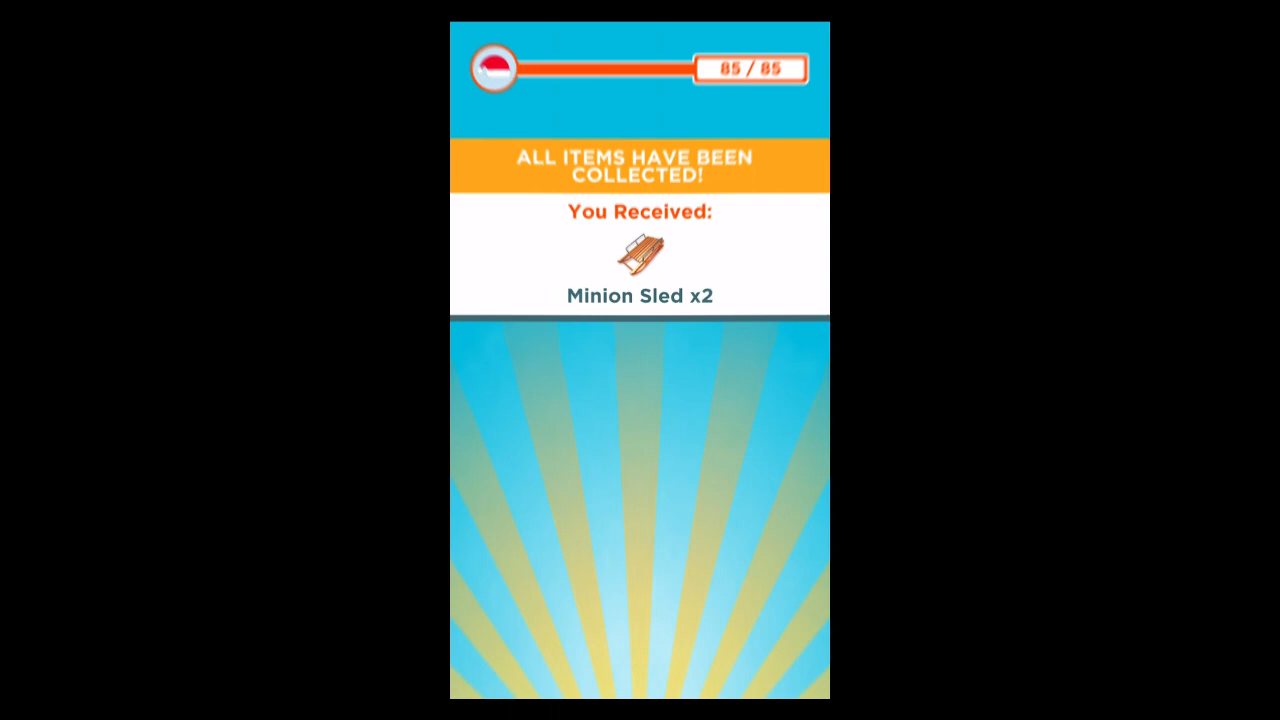 85 / 85
ALL ITEMS HAVE BEEN
COLLECTED!
You Received:
Minion Sled x2